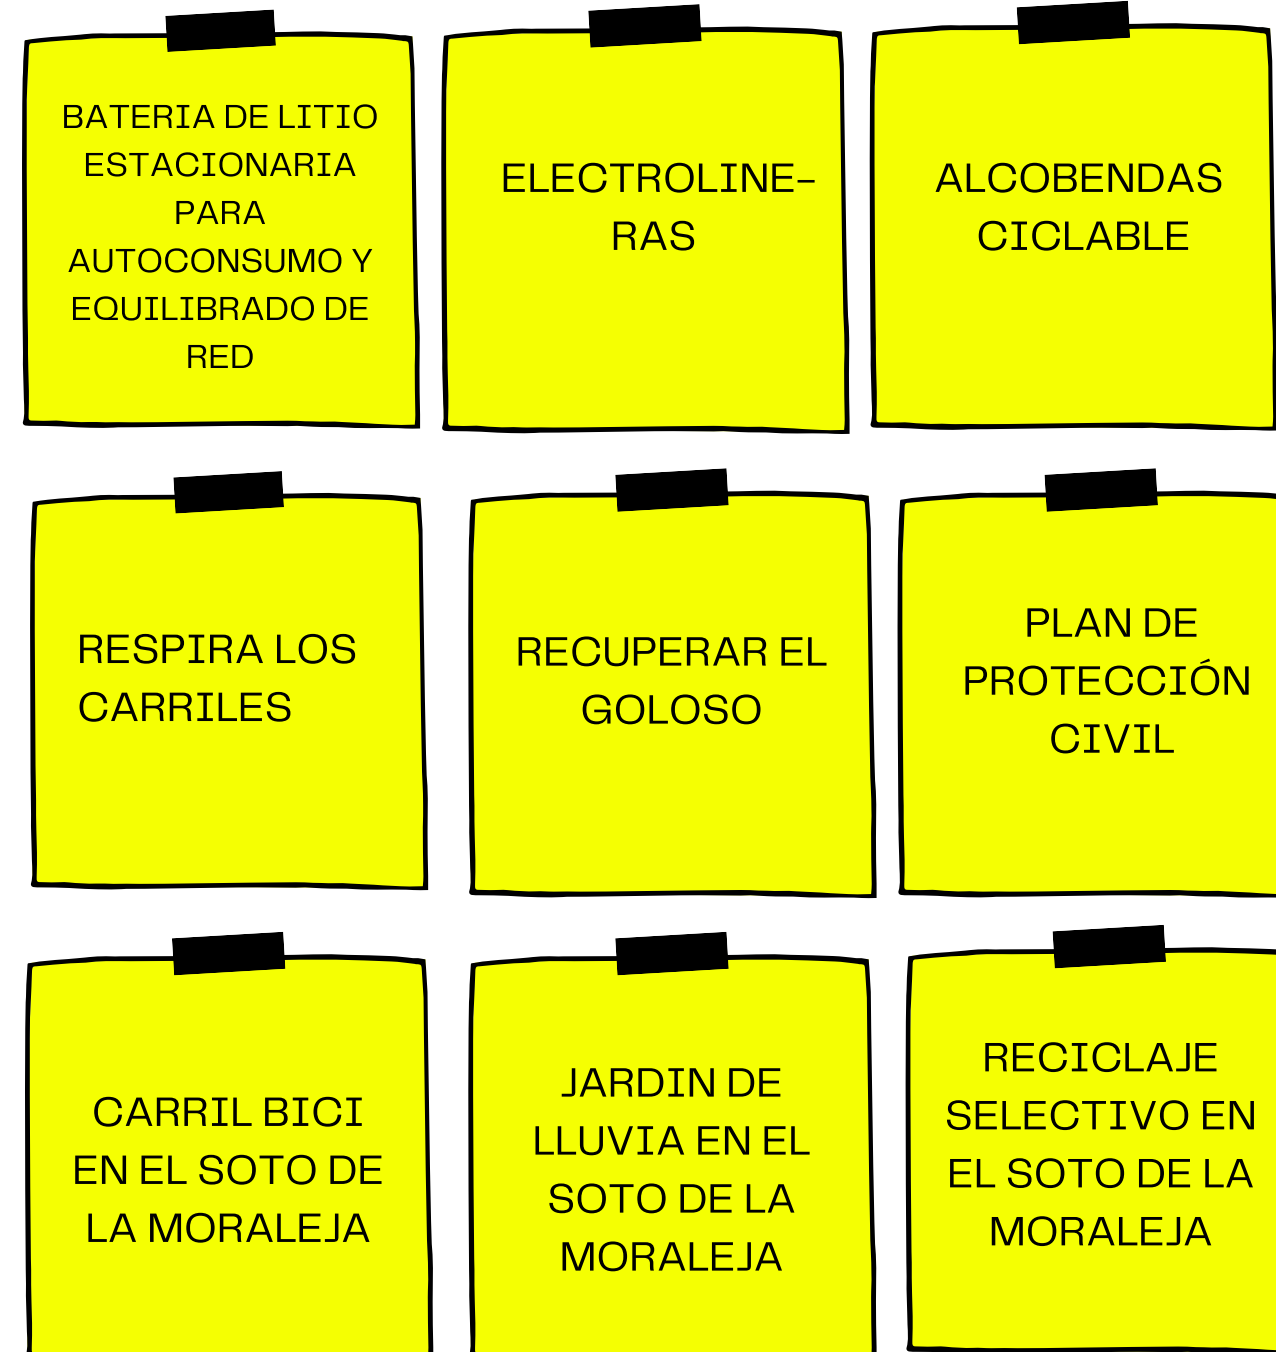 BATERIA DE LITIO
ESTACIONARIA
PARA
AUTOCONSUMO Y
EQUILIBRADO DE
RED
ELECTROLINE-
RAS
ALCOBENDAS
CICLABLE
RESPIRA LOS
CARRILES
RECUPERAR EL
GOLOSO
PLAN DE
PROTECCIÓN
CIVIL
CARRIL BICI
EN EL SOTO DE
LA MORALEJA
JARDIN DE
LLUVIA EN EL
SOTO DE LA
MORALEJA
RECICLAJE
SELECTIVO EN
EL SOTO DE LA
MORALEJA